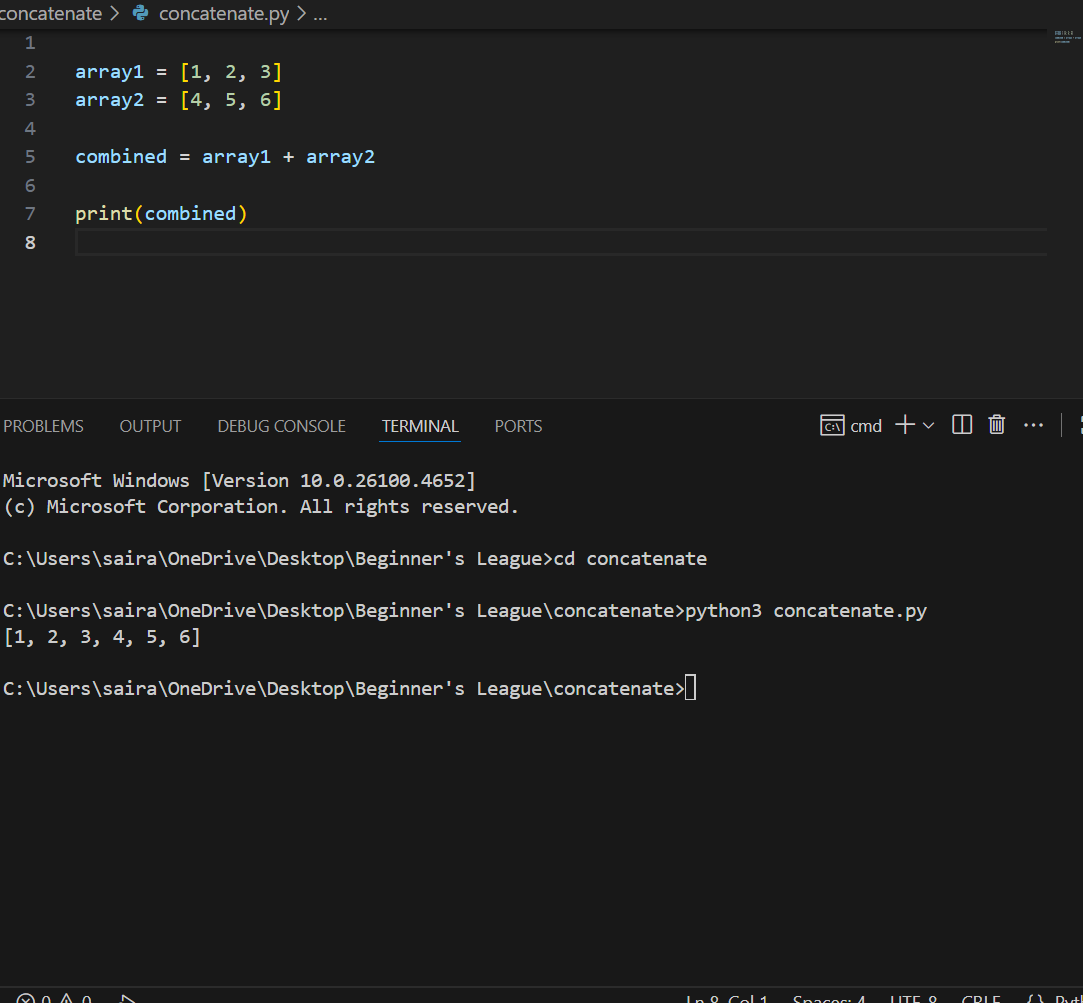 concatenate > concatenate.py > ...
1
2 array1 = [1, 2, 3]
3 array2 = [4, 5, 6]
4
5 combined = array1 + array2
6
7 print(combined)
8
PROBLEMS OUTPUT DEBUG CONSOLE TERMINAL PORTS cmd
Microsoft Windows [Version 10.0.26100.4652]
(c) Microsoft Corporation. All rights reserved.
C:\Users\saira\OneDrive\Desktop\Beginner's League>cd concatenate
C:\Users\saira\OneDrive\Desktop\Beginner's League\concatenate>python3 concatenate.py
[1, 2, 3, 4, 5, 6]
C:\Users\saira\OneDrive\Desktop\Beginner's League\concatenate>
0 0 Ln 8, Col 1 Spaces: 4 UTF-8 CRLF {} Pyth